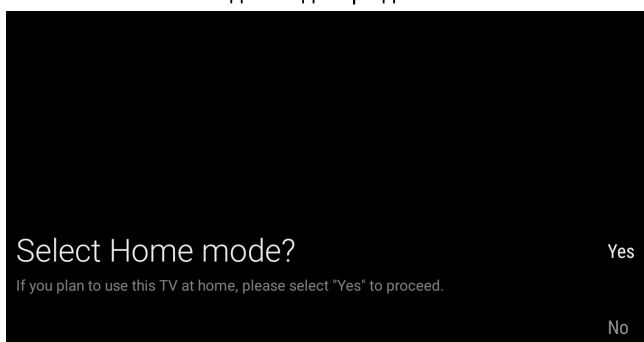 Select Home mode?
Yes
If you plan to use this TV at home, please select "Yes" to proceed.
No